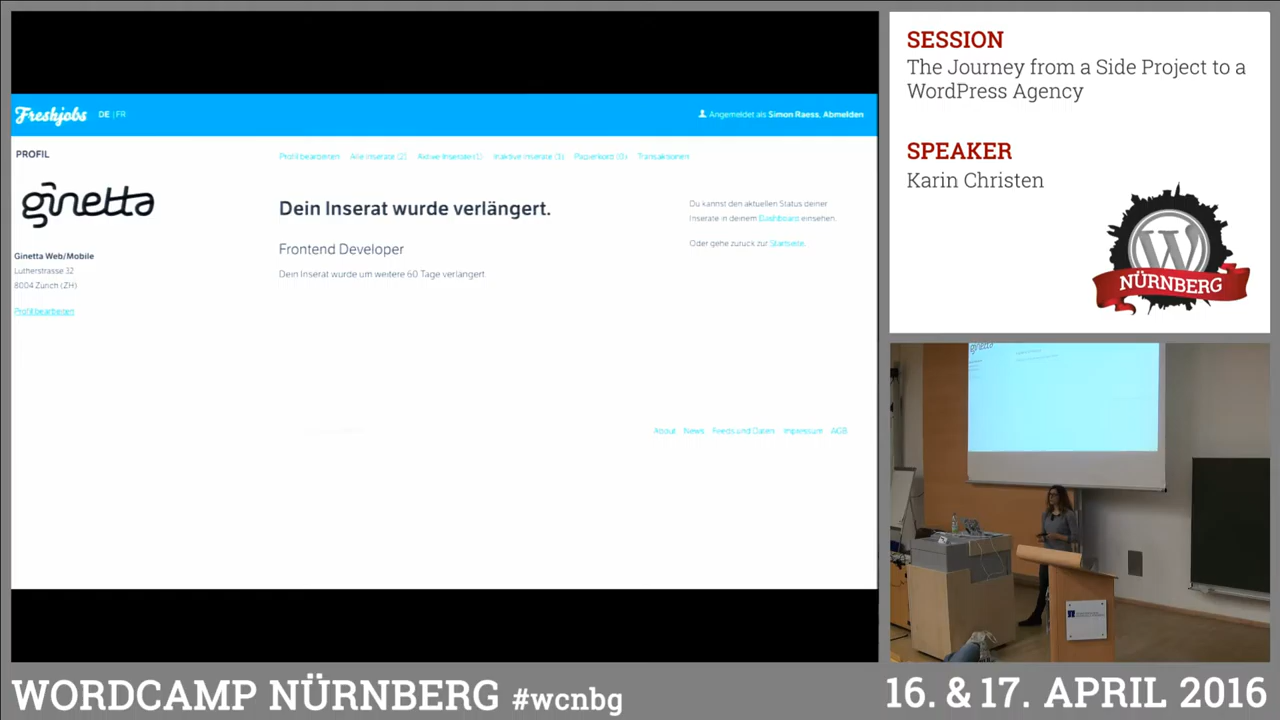 Freshjobs DE | FR
Angemeldet als Simon Raess, Abmelden
PROFIL
ginetta
Ginetta Web/Mobile
Lutherstrasse 32
8004 Zurich (ZH)
Profil bearbeiten
Profil bearbeiten Alle Inserate (2) Aktive Inserate (1) Inaktive Inserate (1) Papierkorb (0) Transaktionen
Dein Inserat wurde verlängert.
Frontend Developer
Dein Inserat wurde um weitere 60 Tage verlängert
Du kannst den aktuellen Status deiner
Inserate in deinem Dashboard einsehen.
Oder gehe zurück zur Startseite.
About News Feeds und Daten Impressum AGB
SESSION
The Journey from a Side Project to a
WordPress Agency
SPEAKER
Karin Christen
W
NÜRNBERG
ginetta
WORDCAMP NÜRNBERG #wcnbg
16. & 17. APRIL 2016